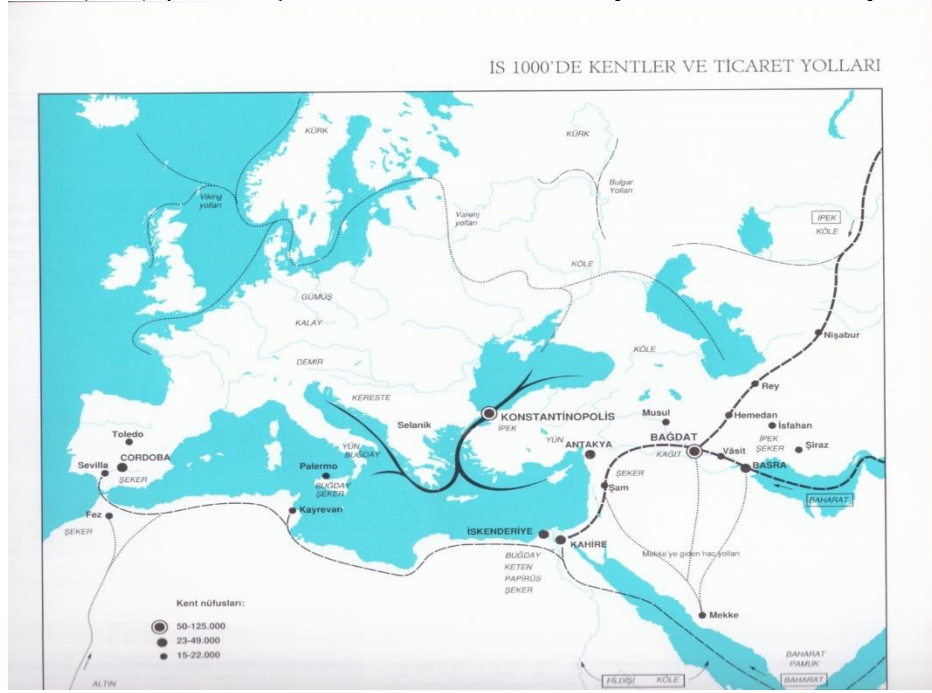 İS 1000'DE KENTLER VE TİCARET YOLLARI
KÜRK
KÜRK
Viking
yolları
Varenj
yolları
Bulgar
Yolları
İPEK
KÖLE
KÖLE
GÜMÜŞ
KALAY
DEMİR
KERESTE
KÖLE
Nişabur
Rey
Hemedan
İsfahan
İPEK
ŞEKER
Şiraz
KONSTANTİNOPOLİS
İPEK
Selanik
YÜN
BUĞDAY
YÜN
ANTAKYA
Musul
BAĞDAT
KAĞIT
Vâsit
BASRA
BAHARAT
Toledo
CORDOBA
Sevilla
ŞEKER
Palermo
BUĞDAY
ŞEKER
ŞEKER
Şam
Fez
ŞEKER
Kayrevan
İSKENDERİYE
KAHİRE
BUĞDAY
KETEN
PAPİRÜS
ŞEKER
Mekke'ye giden hac yolları
Mekke
Kent nüfusları:
50-125.000
23-49.000
15-22.000
ALTIN
FİLDİŞİ KÖLE
BAHARAT
PAMUK
BAHARAT